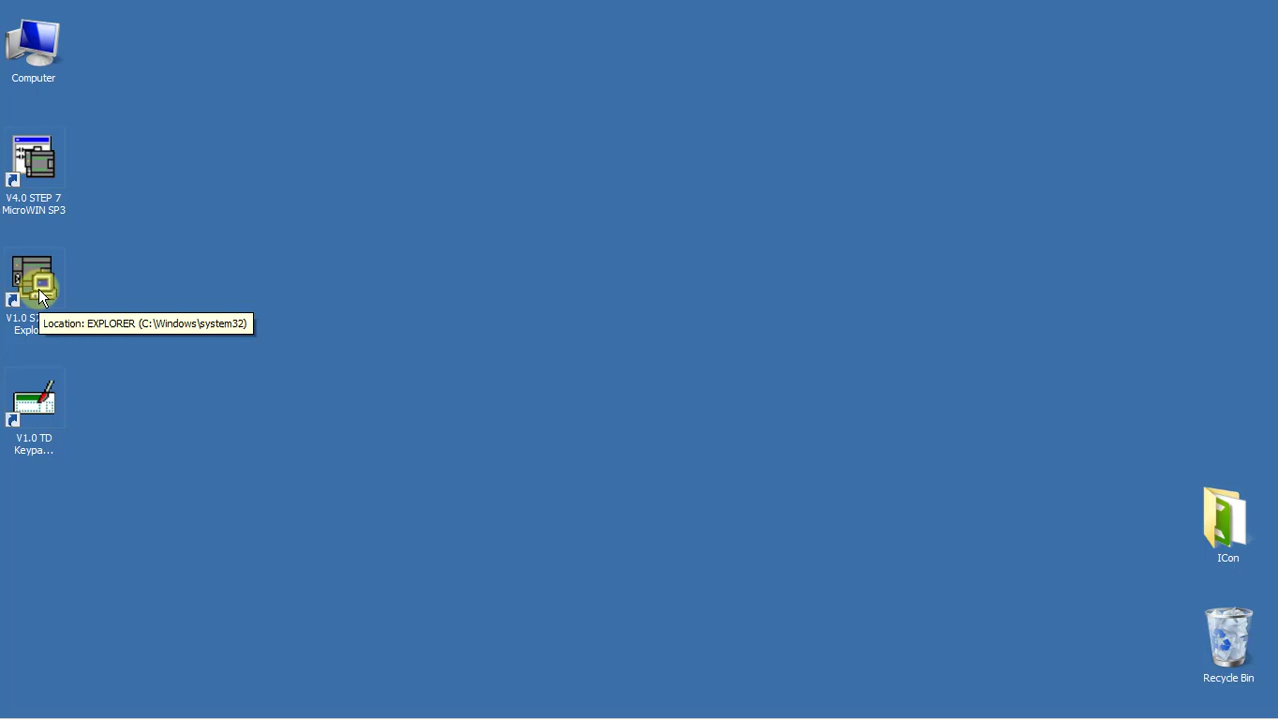 Computer
V4.0 STEP 7
MicroWIN SP3
V1.0
Explo
Location: EXPLORER (C:\Windows\system32)
V1.0 TD
Keypa...
ICon
Recycle Bin